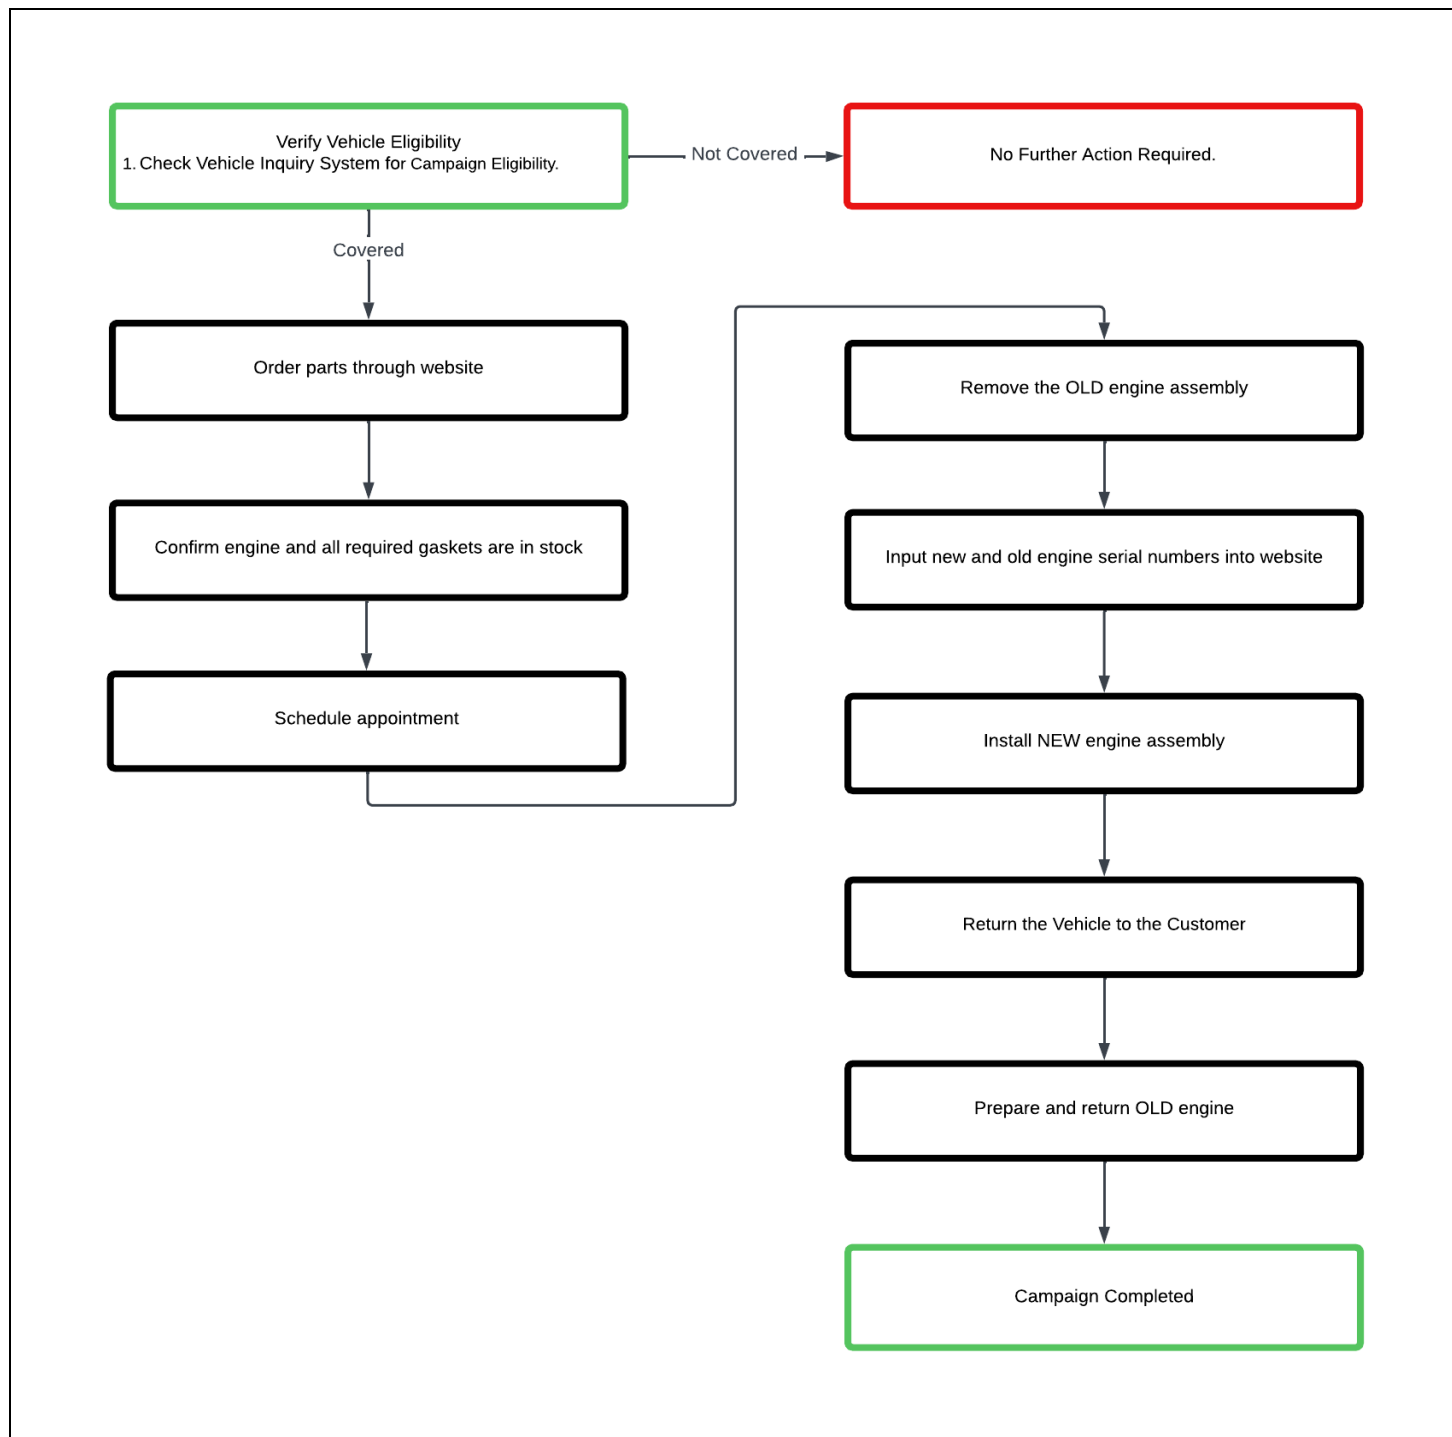 Verify Vehicle Eligibility
1. Check Vehicle Inquiry System for Campaign Eligibility.
Not Covered
No Further Action Required.
Covered
Order parts through website
Confirm engine and all required gaskets are in stock
Schedule appointment
Remove the OLD engine assembly
Input new and old engine serial numbers into website
Install NEW engine assembly
Return the Vehicle to the Customer
Prepare and return OLD engine
Campaign Completed